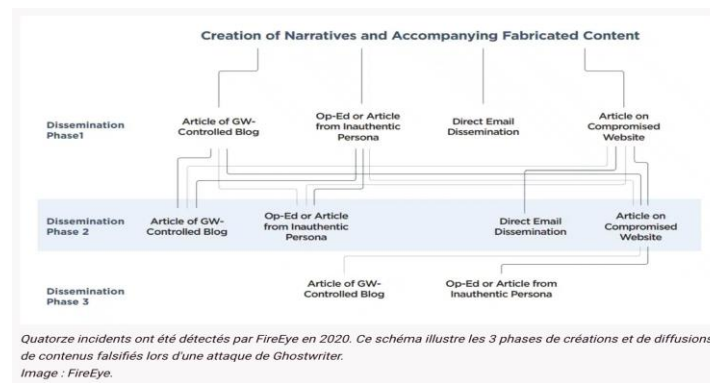 Creation of Narratives and Accompanying Fabricated Content
Dissemination
Phase1
Article of GW-
Controlled Blog
Op-Ed or Article
from Inauthentic
Persona
Direct Email
Dissemination
Article on
Compromised
Website
Dissemination
Phase 2
Article of GW-
Controlled Blog
Op-Ed or Article
from Inauthentic
Persona
Direct Email
Dissemination
Article on
Compromised
Website
Dissemination
Phase 3
Article of GW-
Controlled Blog
Op-Ed or Article from
Inauthentic Persona
Quatorze incidents ont été détectés par FireEye en 2020. Ce schéma illustre les 3 phases de créations et de diffusions
de contenus falsifiés lors d'une attaque de Ghostwriter.
Image : FireEye.